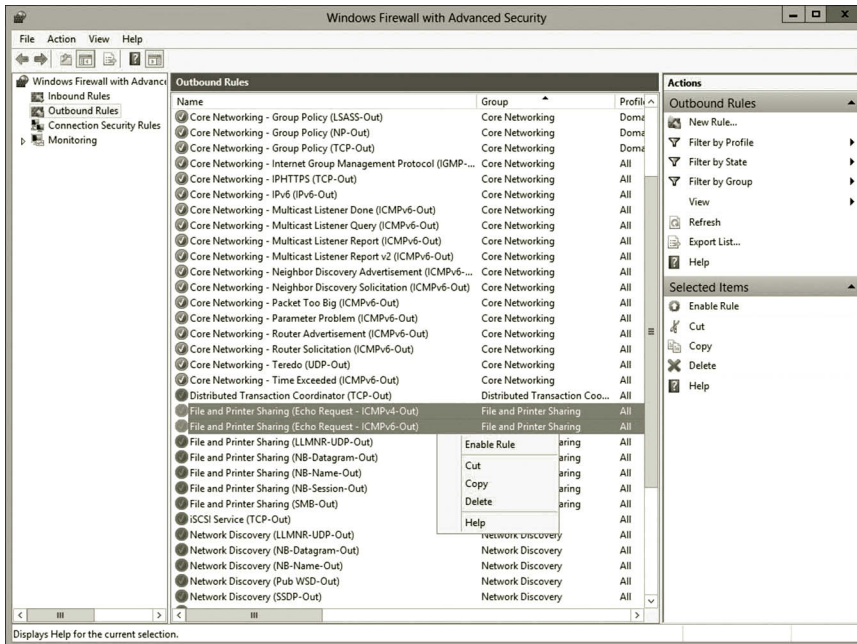 Windows Firewall with Advanced Security
File Action View Help
Windows Firewall with Advance
Inbound Rules
Outbound Rules
Connection Security Rules
Monitoring
Outbound Rules
Name Group Profile
Core Networking - Group Policy (LSASS-Out) Core Networking Doma
Core Networking - Group Policy (NP-Out) Core Networking Doma
Core Networking - Group Policy (TCP-Out) Core Networking Doma
Core Networking - Internet Group Management Protocol (IGMP-... Core Networking All
Core Networking - IPHTTPS (TCP-Out) Core Networking All
Core Networking - IPv6 (IPv6-Out) Core Networking All
Core Networking - Multicast Listener Done (ICMPv6-Out) Core Networking All
Core Networking - Multicast Listener Query (ICMPv6-Out) Core Networking All
Core Networking - Multicast Listener Report (ICMPv6-Out) Core Networking All
Core Networking - Multicast Listener Report v2 (ICMPv6-Out) Core Networking All
Core Networking - Neighbor Discovery Advertisement (ICMPv6-... Core Networking All
Core Networking - Neighbor Discovery Solicitation (ICMPv6-Out) Core Networking All
Core Networking - Packet Too Big (ICMPv6-Out) Core Networking All
Core Networking - Parameter Problem (ICMPv6-Out) Core Networking All
Core Networking - Router Advertisement (ICMPv6-Out) Core Networking All
Core Networking - Router Solicitation (ICMPv6-Out) Core Networking All
Core Networking - Teredo (UDP-Out) Core Networking All
Core Networking - Time Exceeded (ICMPv6-Out) Core Networking All
Distributed Transaction Coordinator (TCP-Out) Distributed Transaction Coo... All
File and Printer Sharing (Echo Request - ICMPv4-Out) File and Printer Sharing All
File and Printer Sharing (Echo Request - ICMPv6-Out) File and Printer Sharing All
File and Printer Sharing (LLMNR-UDP-Out) aring All
File and Printer Sharing (NB-Datagram-Out) aring All
File and Printer Sharing (NB-Name-Out) aring All
File and Printer Sharing (NB-Session-Out) aring All
File and Printer Sharing (SMB-Out) aring All
iSCSI Service (TCP-Out) All
Network Discovery (LLMNR-UDP-Out) Network Discovery All
Network Discovery (NB-Datagram-Out) Network Discovery All
Network Discovery (NB-Name-Out) Network Discovery All
Network Discovery (Pub WSD-Out) Network Discovery All
Network Discovery (SSDP-Out) Network Discovery All
Enable Rule
Cut
Copy
Delete
Help
Actions
Outbound Rules
New Rule...
Filter by Profile
Filter by State
Filter by Group
View
Refresh
Export List...
Help
Selected Items
Enable Rule
Cut
Copy
Delete
Help
Displays Help for the current selection.